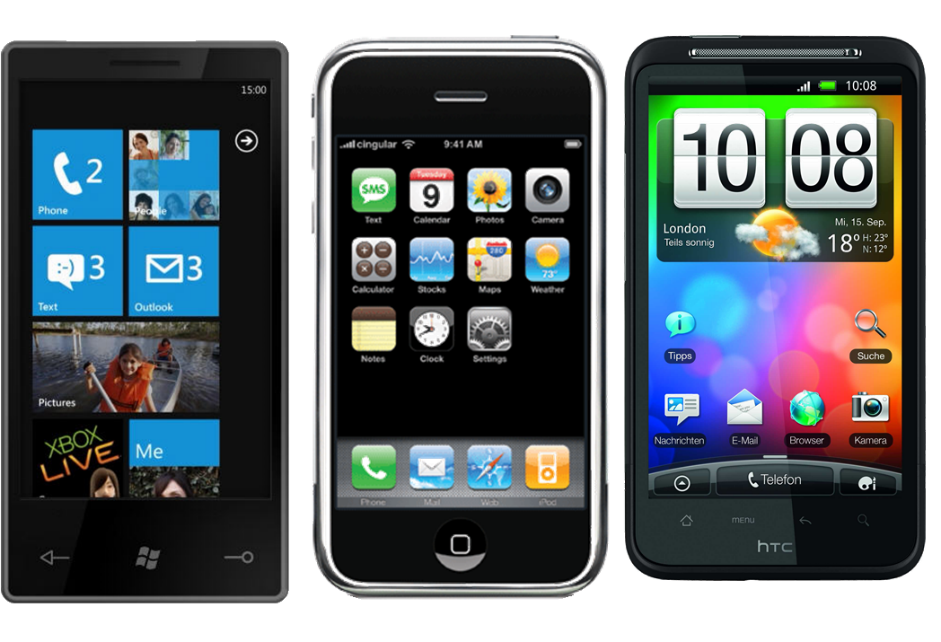 15:00
2
Phone
People
:-) 3
Text
3
Outlook
Pictures
XBOX
LIVE
Me
cingular
9:41 AM
SMS
Tuesday
9
280
Text
Calendar
Photos
Camera
73°
Calculator
Stocks
Maps
Weather
Notes
Clock
Settings
Phone
Mail
Web
iPod
10:08
10 08
London
Teils sonnig
Mi, 15. Sep.
18° H: 23°
N: 12°
Tipps
Suche
Nachrichten
E-Mail
Browser
Kamera
Telefon
MENU
hTC